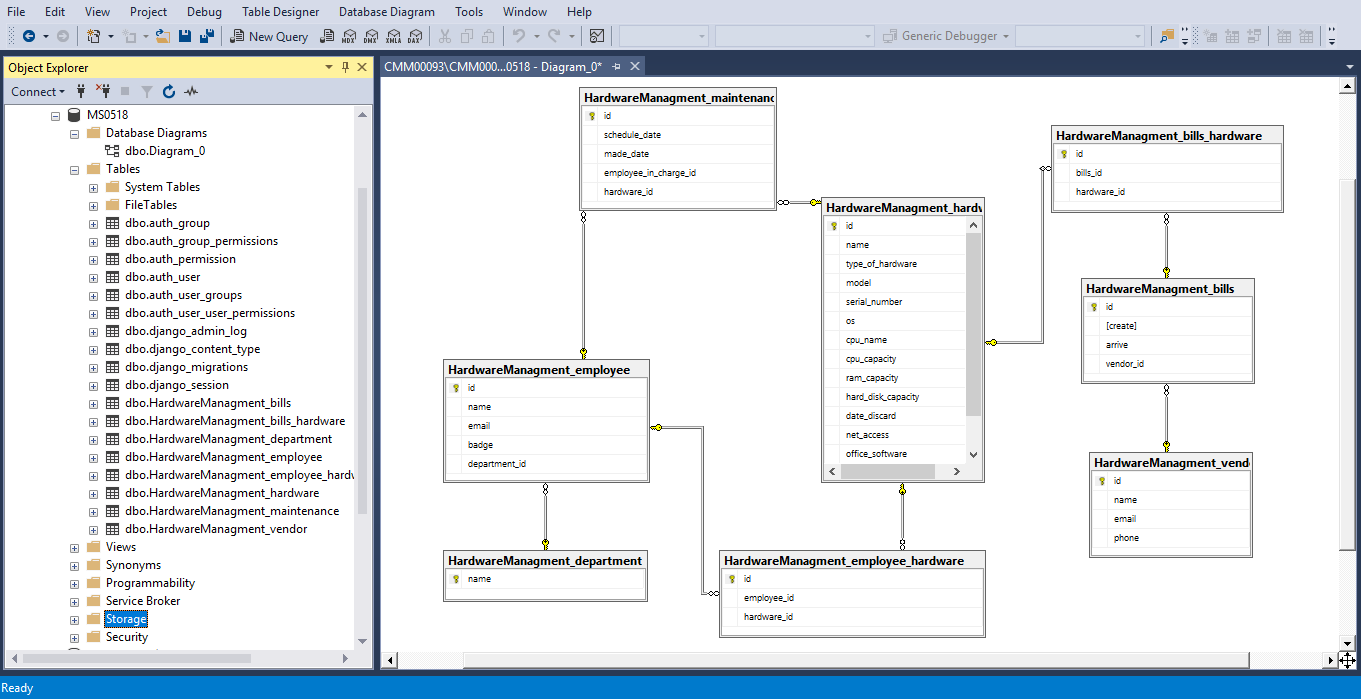 File Edit View Project Debug Table Designer Database Diagram Tools Window Help
New Query MDX DMX XMLA DAX Generic Debugger
Object Explorer
Connect
MS0518
Database Diagrams
dbo.Diagram_0
Tables
System Tables
FileTables
dbo.auth_group
dbo.auth_group_permissions
dbo.auth_permission
dbo.auth_user
dbo.auth_user_groups
dbo.auth_user_user_permissions
dbo.django_admin_log
dbo.django_content_type
dbo.django_migrations
dbo.django_session
dbo.HardwareManagment_bills
dbo.HardwareManagment_bills_hardware
dbo.HardwareManagment_department
dbo.HardwareManagment_employee
dbo.HardwareManagment_employee_hardw
dbo.HardwareManagment_hardware
dbo.HardwareManagment_maintenance
dbo.HardwareManagment_vendor
Views
Synonyms
Programmability
Service Broker
Storage
Security
CMM00093\CMM000...0518 - Diagram_0*
HardwareManagment_maintenanc
id
schedule_date
made_date
employee_in_charge_id
hardware_id
HardwareManagment_hardw
id
name
type_of_hardware
model
serial_number
os
cpu_name
cpu_capacity
ram_capacity
hard_disk_capacity
date_discard
net_access
office_software
HardwareManagment_bills_hardware
id
bills_id
hardware_id
HardwareManagment_bills
id
[create]
arrive
vendor_id
HardwareManagment_vend
id
name
email
phone
HardwareManagment_employee
id
name
email
badge
department_id
HardwareManagment_department
name
HardwareManagment_employee_hardware
id
employee_id
hardware_id
Ready